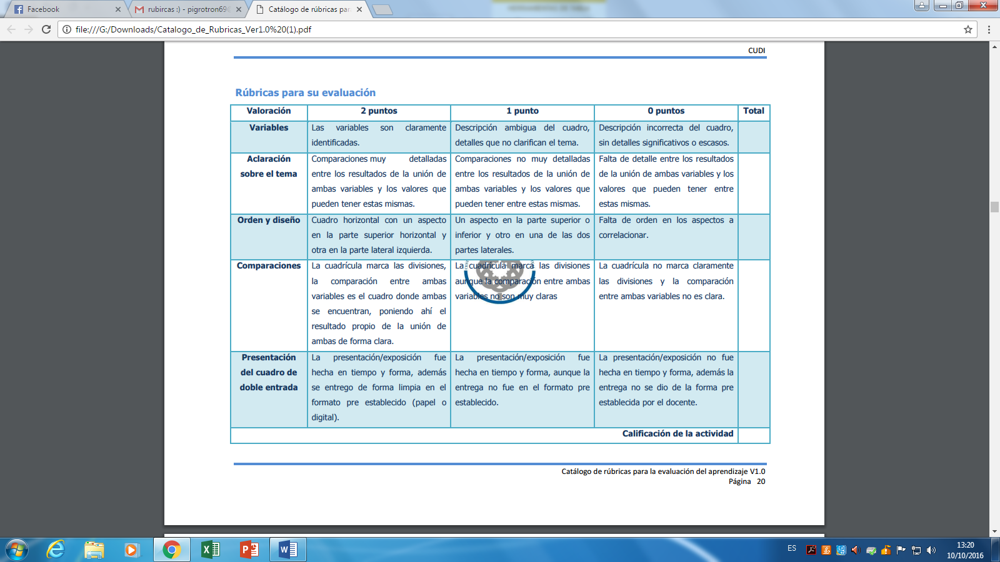 Facebook
rubircas :) - pigrotron69@
Catálogo de rúbricas par
file:///G:/Downloads/Catalogo_de_Rubricas_Ver1.0%20(1).pdf
CUDI
Rúbricas para su evaluación
Valoración 2 puntos 1 punto 0 puntos Total
Variables
Las variables son claramente
identificadas.
Descripción ambigua del cuadro,
detalles que no clarifican el tema.
Descripción incorrecta del cuadro,
sin detalles significativos o escasos.
Aclaración
sobre el tema
Comparaciones muy detalladas
entre los resultados de la unión de
ambas variables y los valores que
pueden tener estas mismas.
Comparaciones no muy detalladas
entre los resultados de la unión de
ambas variables y los valores que
pueden tener entre estas mismas.
Falta de detalle entre los resultados
de la unión de ambas variables y los
valores que pueden tener entre
estas mismas.
Orden y diseño
Cuadro horizontal con un aspecto
en la parte superior horizontal y
otra en la parte lateral izquierda.
Un aspecto en la parte superior o
inferior y otro en una de las dos
partes laterales.
Falta de orden en los aspectos a
correlacionar.
Comparaciones
La cuadrícula marca las divisiones,
la comparación entre ambas
variables es el cuadro donde ambas
se encuentran, poniendo ahí el
resultado propio de la unión de
ambas de forma clara.
La cuadrícula marca las divisiones
aunque la comparación entre ambas
variables no son muy claras
La cuadrícula no marca claramente
las divisiones y la comparación
entre ambas variables no es clara.
Presentación
del cuadro de
doble entrada
La presentación/exposición fue
hecha en tiempo y forma, además
se entrego de forma limpia en el
formato pre establecido (papel o
digital).
La presentación/exposición fue
hecha en tiempo y forma, aunque la
entrega no fue en el formato pre
establecido.
La presentación/exposición no fue
hecha en tiempo y forma, además la
entrega no se dio de la forma pre
establecida por el docente.
Calificación de la actividad
Catálogo de rúbricas para la evaluación del aprendizaje V1.0
Página 20
ES
13:20
10/10/2016